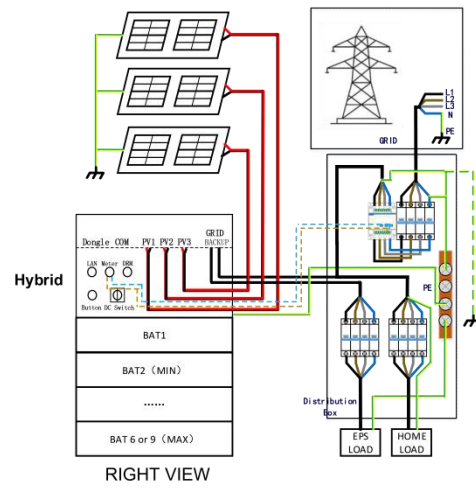 L1
L2
L3
N
PE
GRID
Hybrid
GRID
Dongle COM PV1 PV2 PV3 BACKUP
LAN Meter DRM
Button DC Switch
BAT1
BAT2（MIN）
......
BAT 6 or 9 (MAX)
RIGHT VIEW
PE
Distribution
Box
EPS
LOAD
HOME
LOAD